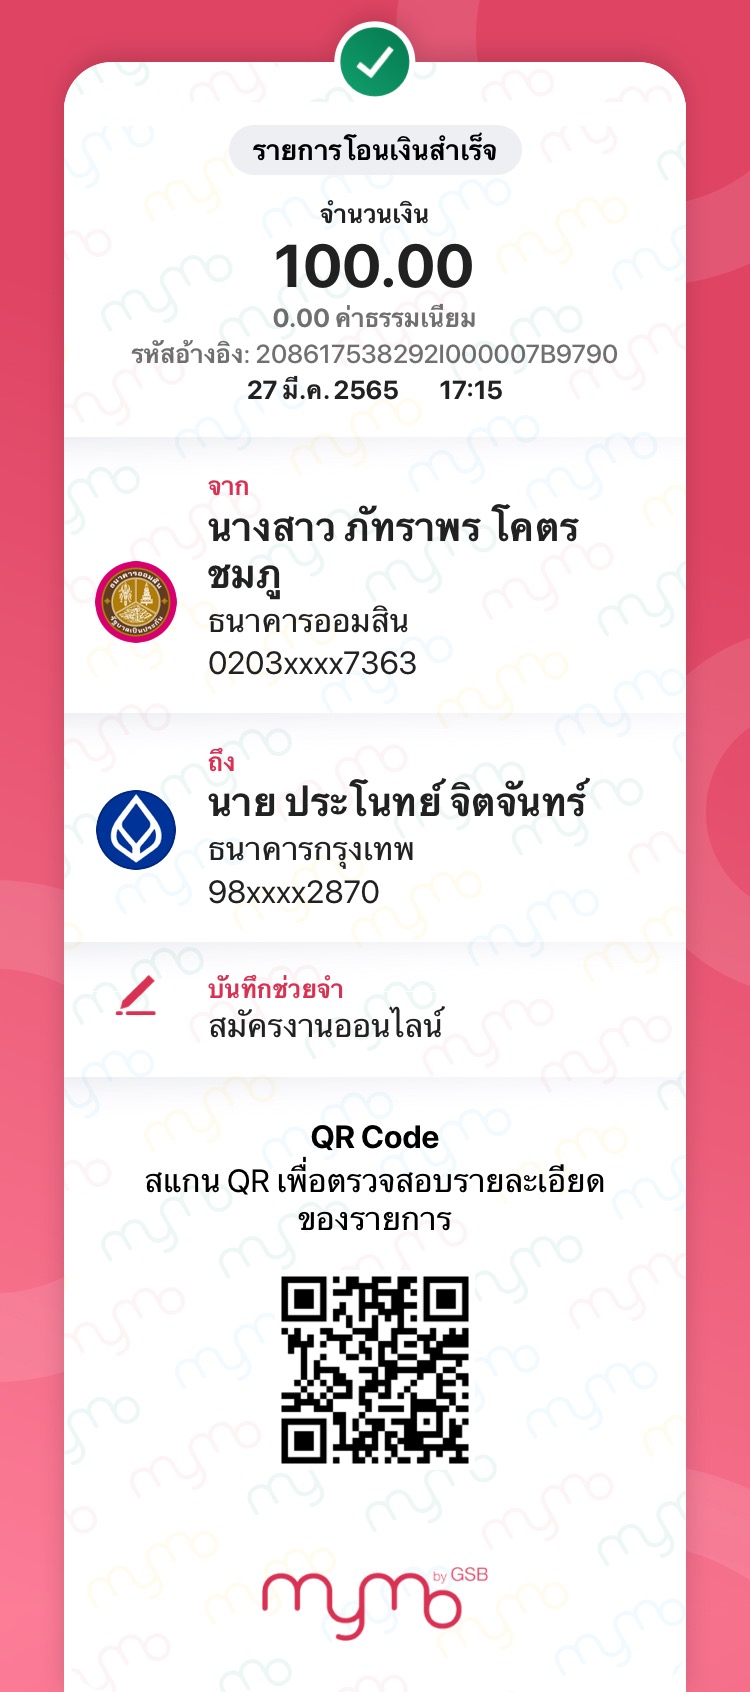 รายการโอนเงินสำเร็จ
จำนวนเงิน
100.00
0.00 ค่าธรรมเนียม
รหัสอ้างอิง: 208617538292I000007B9790
27 มี.ค. 2565 17:15
จาก
นางสาว ภัทราพร โคตร
ชมภู
ธนาคารออมสิน
0203xxxx7363
ถึง
นาย ประโนทย์ จิตจันทร์
ธนาคารกรุงเทพ
98xxxx2870
บันทึกช่วยจำ
สมัครงานออนไลน์
QR Code
สแกน QR เพื่อตรวจสอบรายละเอียด
ของรายการ
mymo by GSB